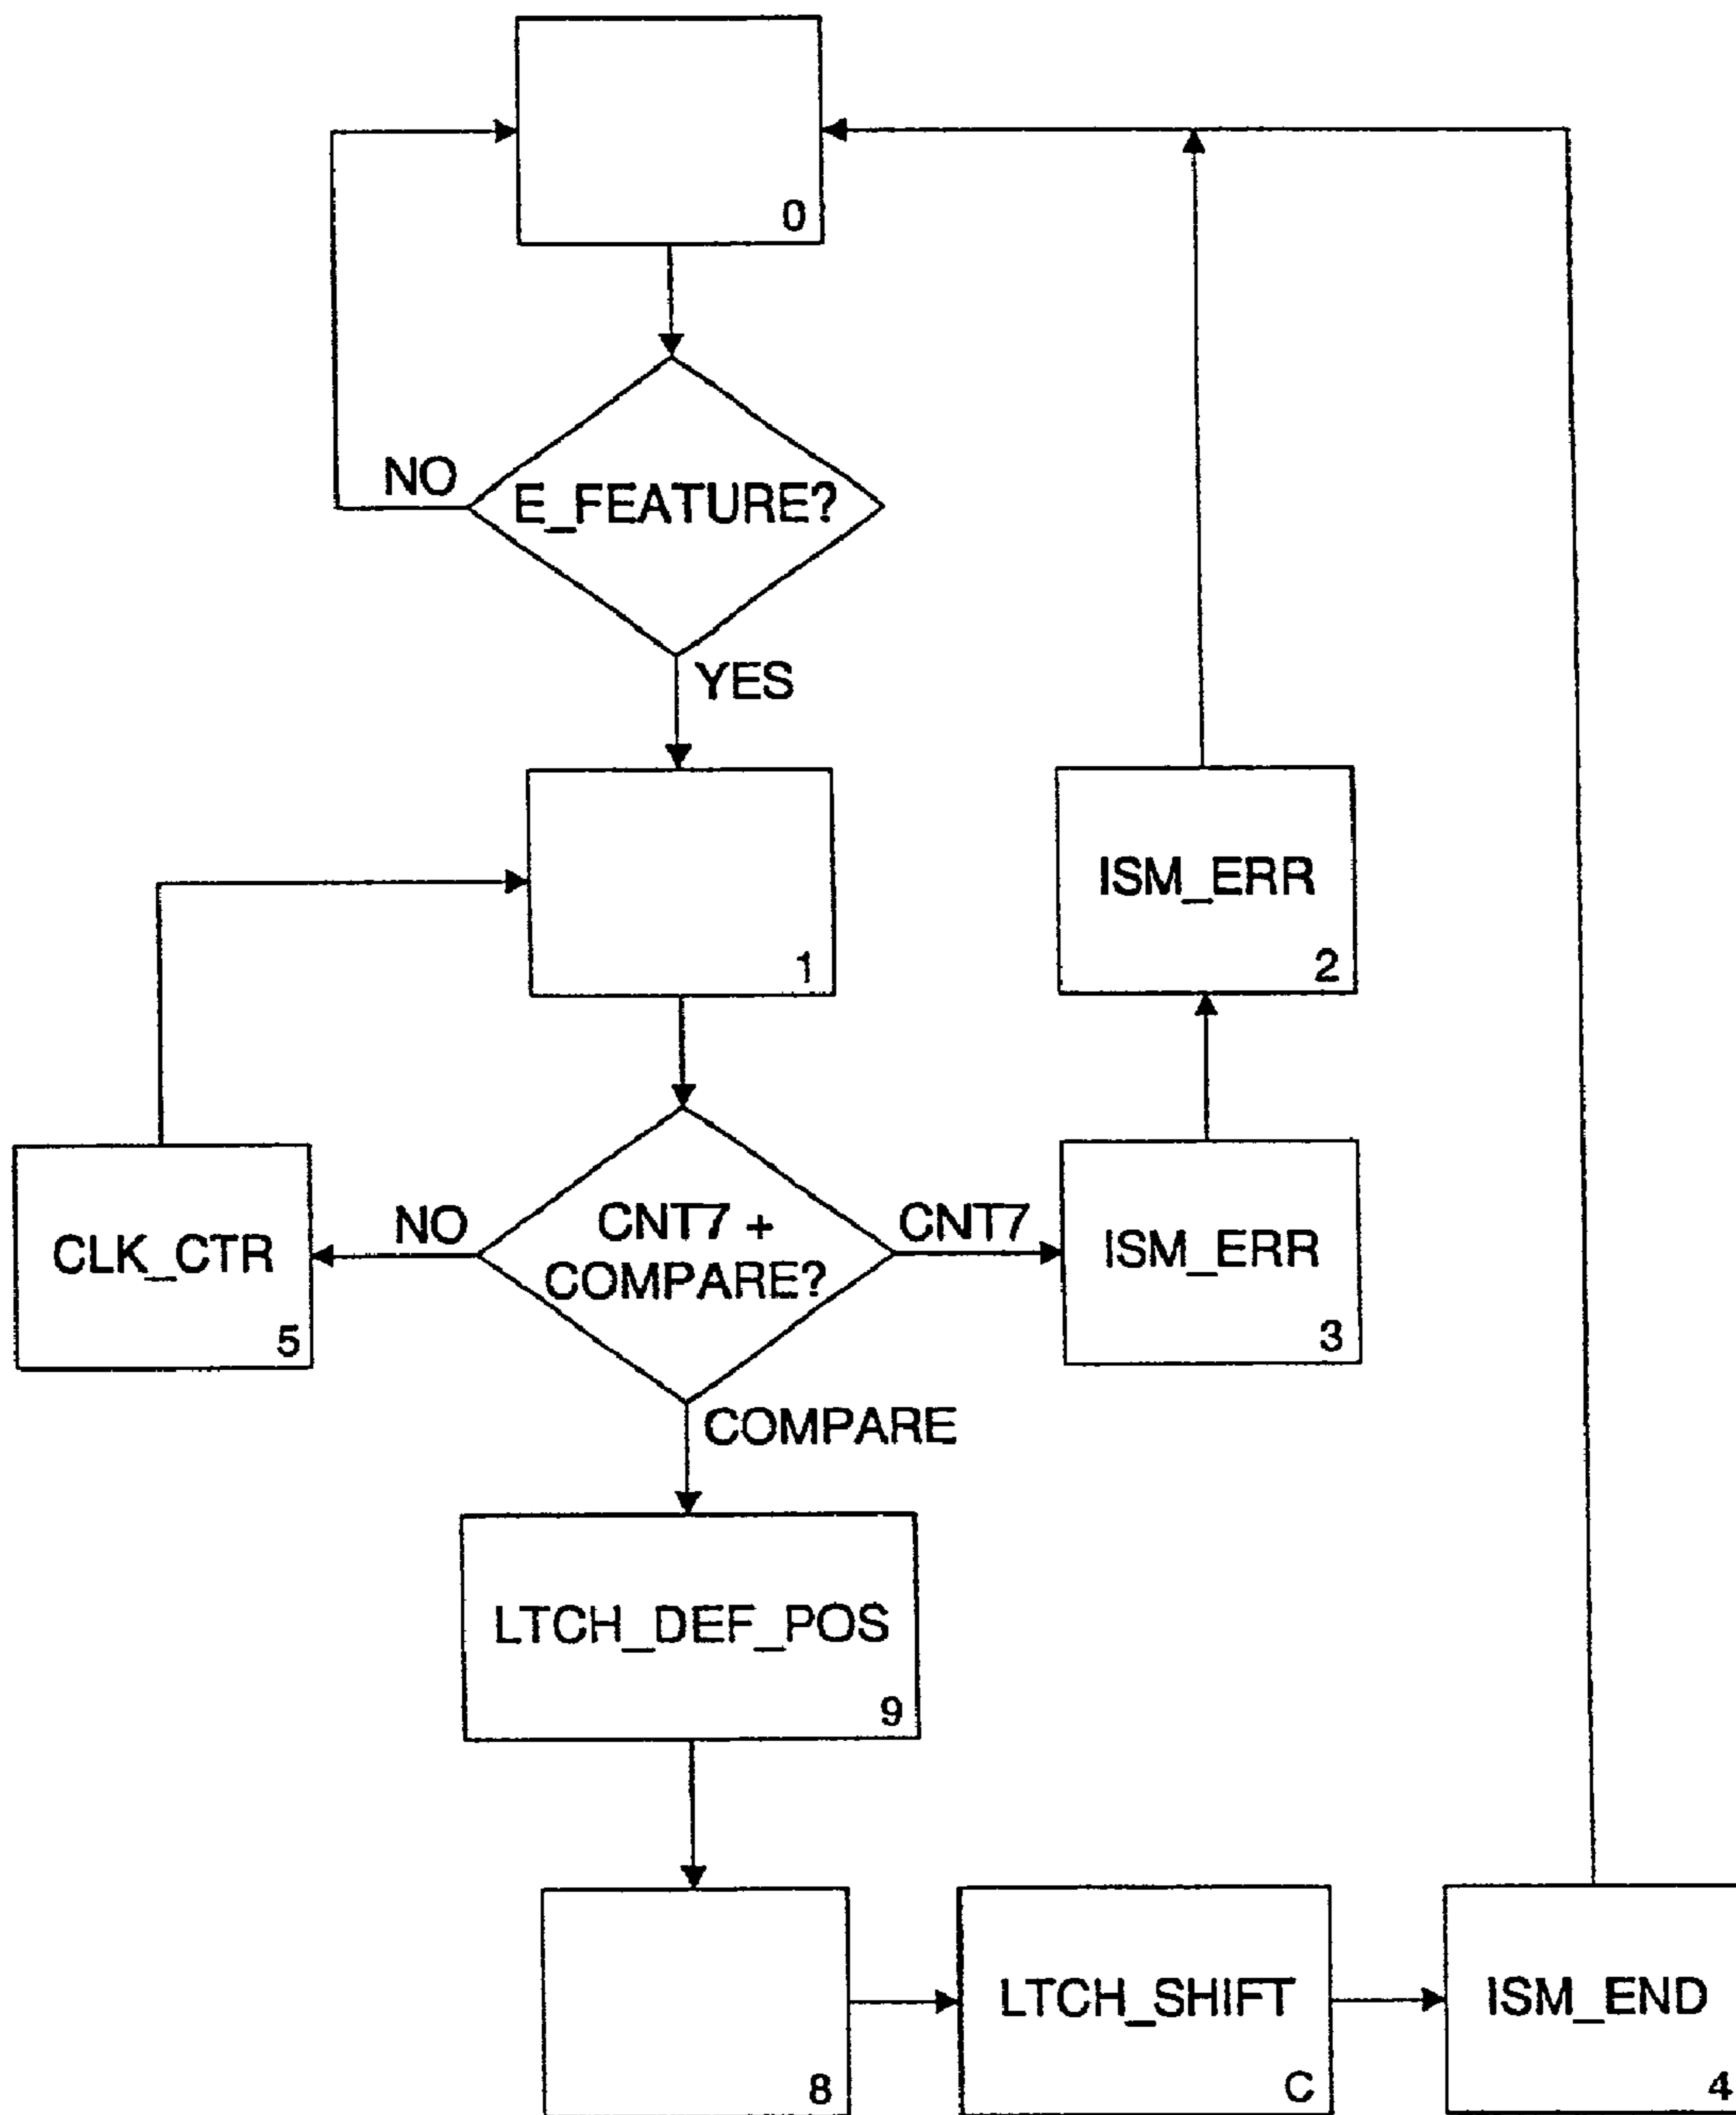 0
NO
E_FEATURE?
YES
1
ISM_ERR
2
CLK_CTR
5
NO
CNT7 +
COMPARE?
CNT7
ISM_ERR
3
COMPARE
LTCH_DEF_POS
9
8
LTCH_SHIFT
C
ISM_END
4